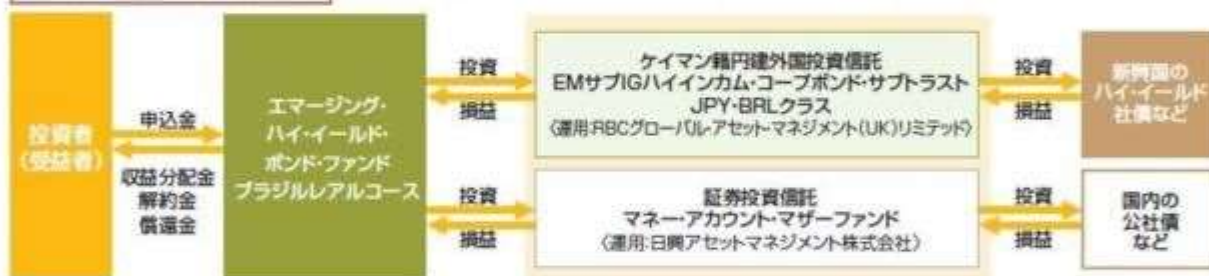 投資者
(受益者)
申込金
収益分配金
解約金
償還金
エマージング・
ハイ・イールド・
ボンド・ファンド
ブラジルレアルコース
投資
損益
ケイマン籍円建外国投資信託
EMサブIGハイインカム・コープボンド・サブトラスト
JPY・BRLクラス
〈運用:RBCグローバル・アセット・マネジメント(UK)リミテッド〉
投資
損益
新興国の
ハイ・イールド
社債など
投資
損益
証券投資信託
マネー・アカウント・マザーファンド
〈運用:日興アセットマネジメント株式会社〉
投資
損益
国内の
公社債
など